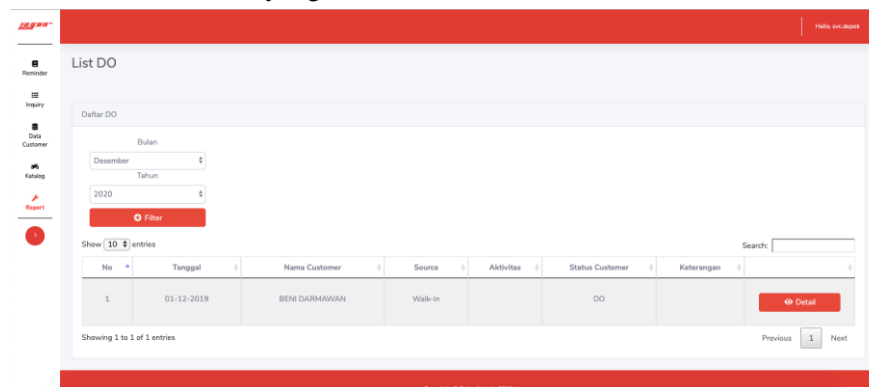 Hello, svc.depok
List DO
Reminder
Inquiry
Data
Customer
Katalog
Report
Daftar DO
Bulan
Desember
Tahun
2020
Filter
Show 10 entries
Search:
No Tanggal Nama Customer Source Aktivitas Status Customer Keterangan
1 01-12-2019 BENI DARMAWAN Walk-In DO Detail
Showing 1 to 1 of 1 entries
Previous 1 Next